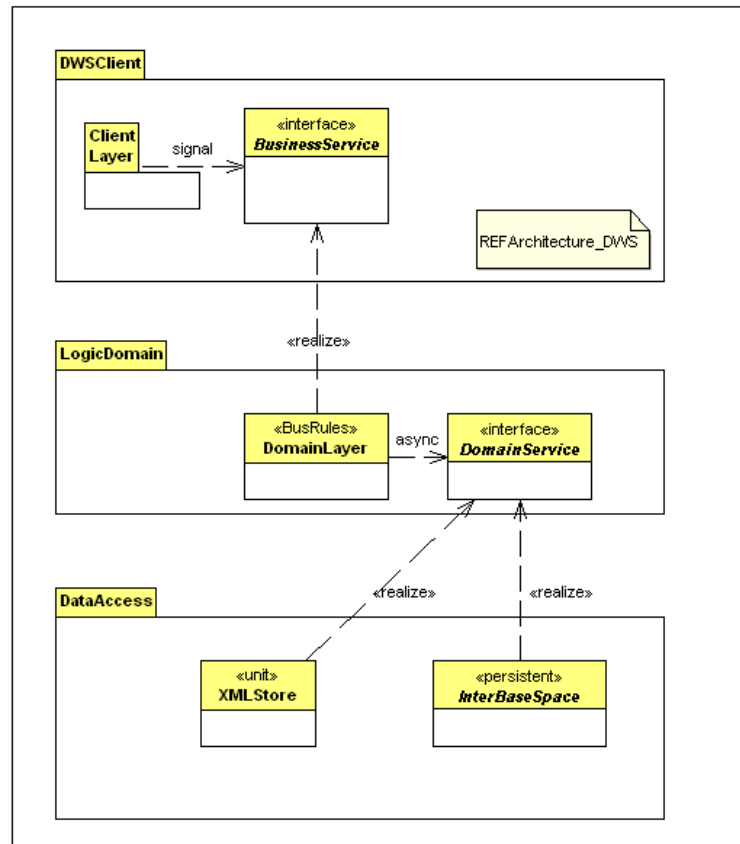 DWSClient
Client
Layer
signal
«interface»
BusinessService
REFArchitecture_DWS
«realize»
LogicDomain
«BusRules»
DomainLayer
async
«interface»
DomainService
«realize»
«realize»
DataAccess
«unit»
XMLStore
«persistent»
InterBaseSpace